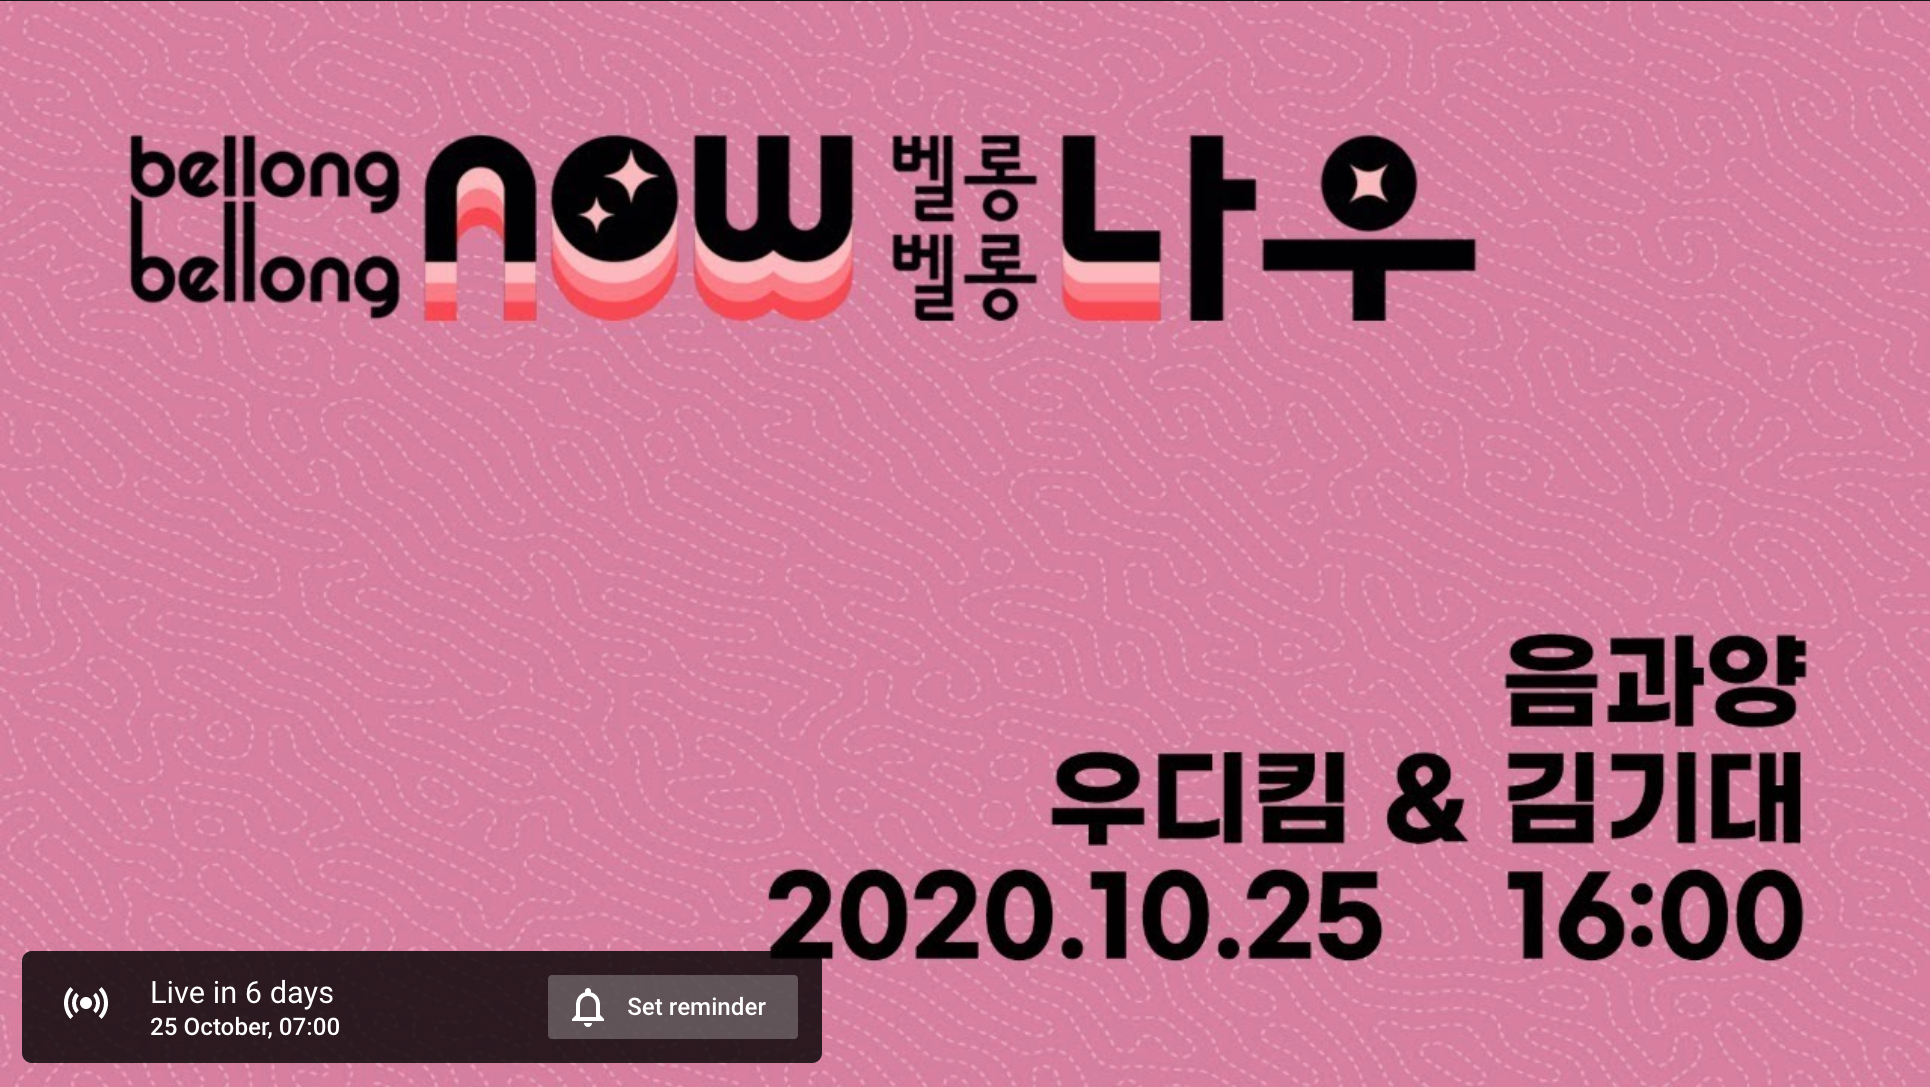 bellong
bellong
now
벨롱
벨롱
나우
음과양
우디킴 & 김기대
2020.10.25 16:00
Live in 6 days
25 October, 07:00
Set reminder